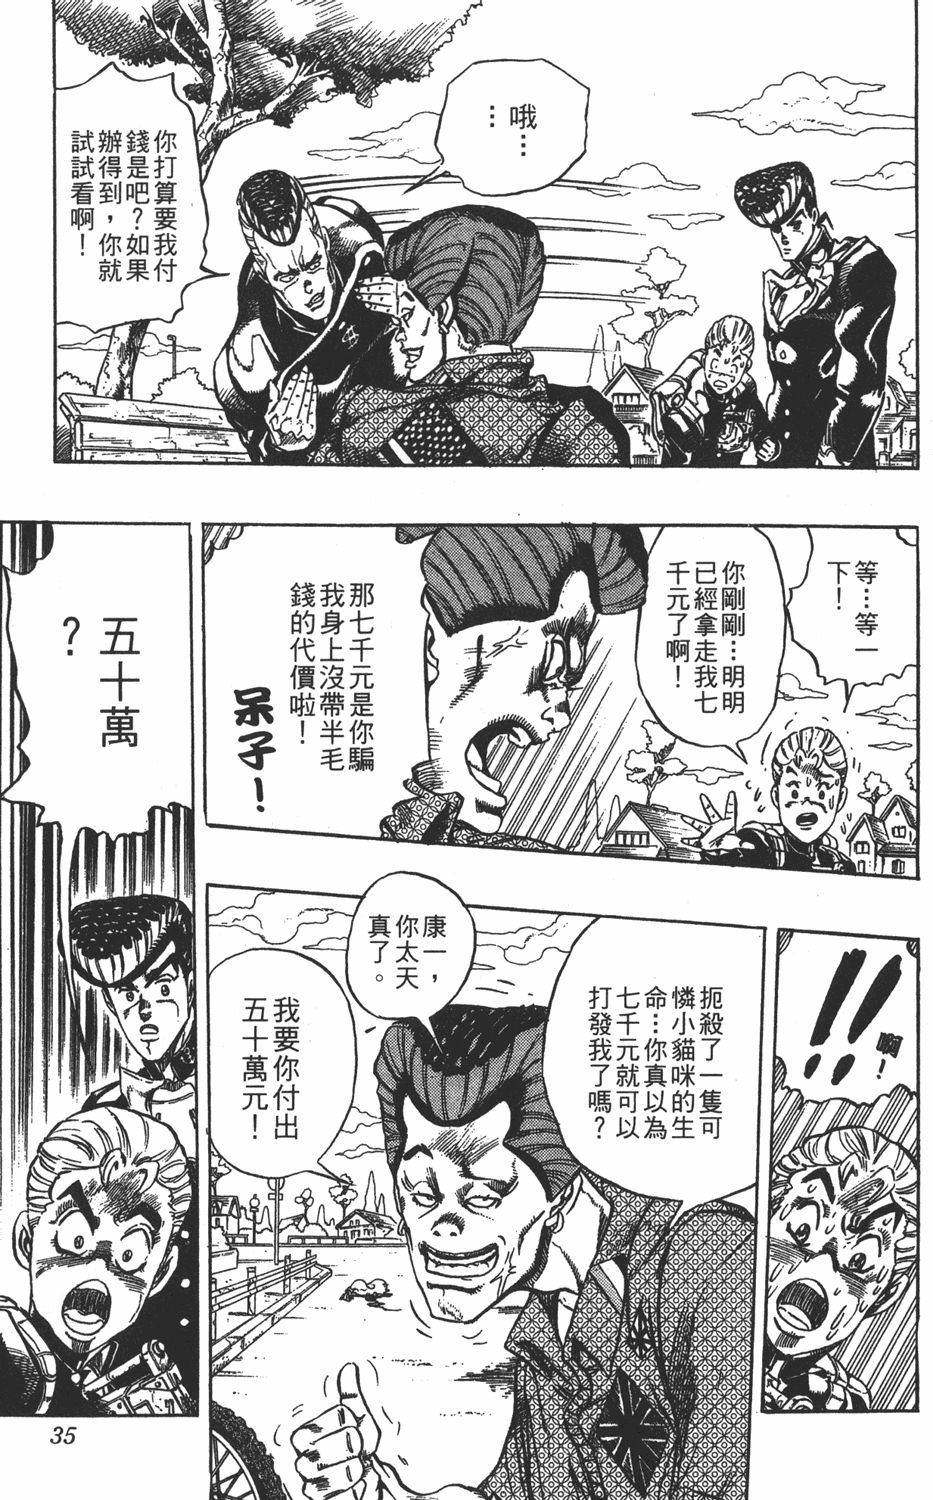 哦⋯
⋯
你打算要我付
錢是吧?如果
辦得到,你就
試試看啊!
等⋯等一
下!
你剛剛⋯明明
已經拿走我七
千元了啊!
那七千元是你騙
我身上沒帶半毛
錢的代價啦!
呆子!
五十萬
?
!!
啊!
扼殺了一隻可
憐小貓咪的生
命⋯你真以為
七千元就可以
打發我了嗎?
康一,
你太天
真了。
我要你付出
五十萬元!
35